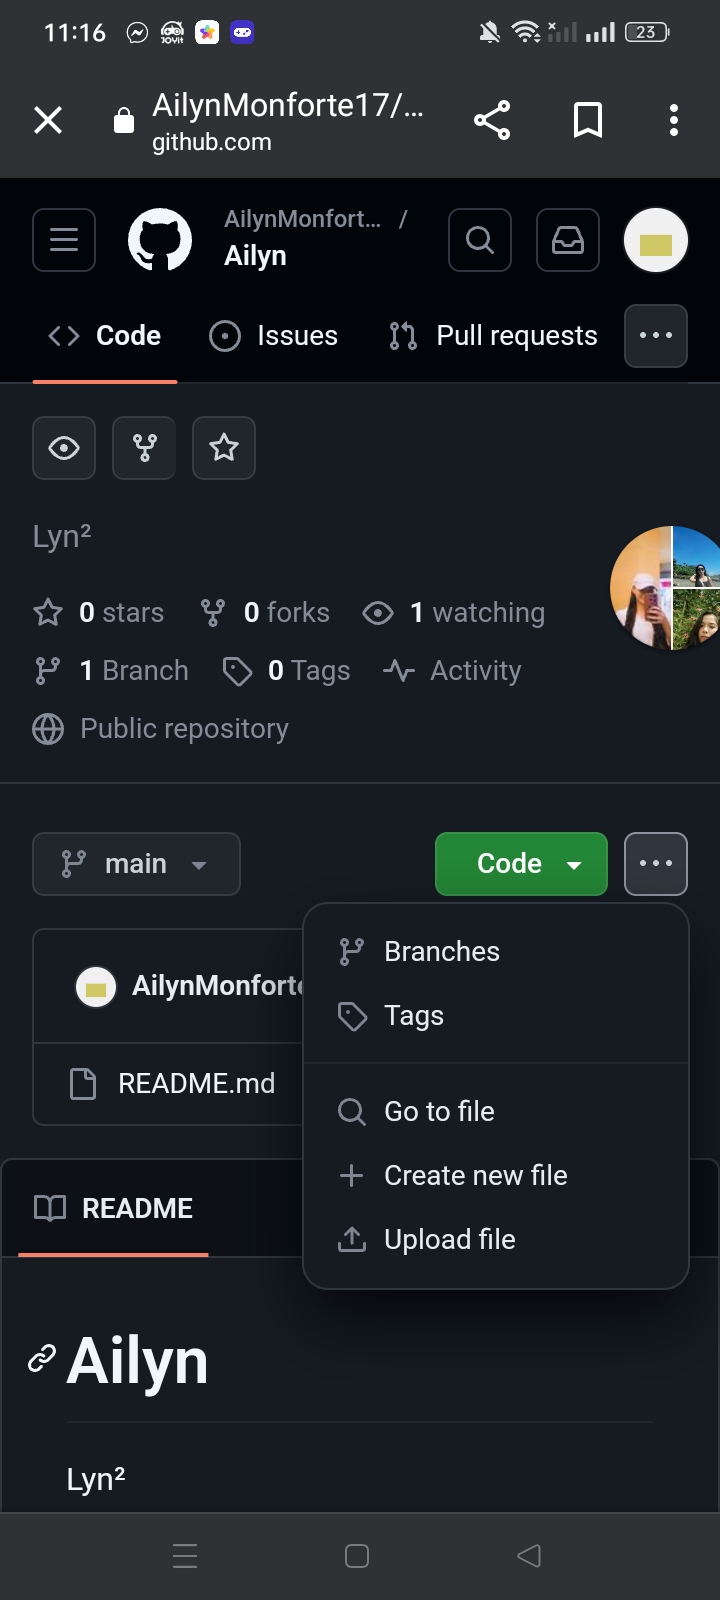 11:16
JOYit
23
AilynMonforte17/...
github.com
AilynMonfort... /
Ailyn
Code
Issues
Pull requests
Lyn²
0 stars
0 forks
1 watching
1 Branch
0 Tags
Activity
Public repository
main
Code
Branches
Tags
Go to file
Create new file
Upload file
AilynMonforte
README.md
README
Ailyn
Lyn²